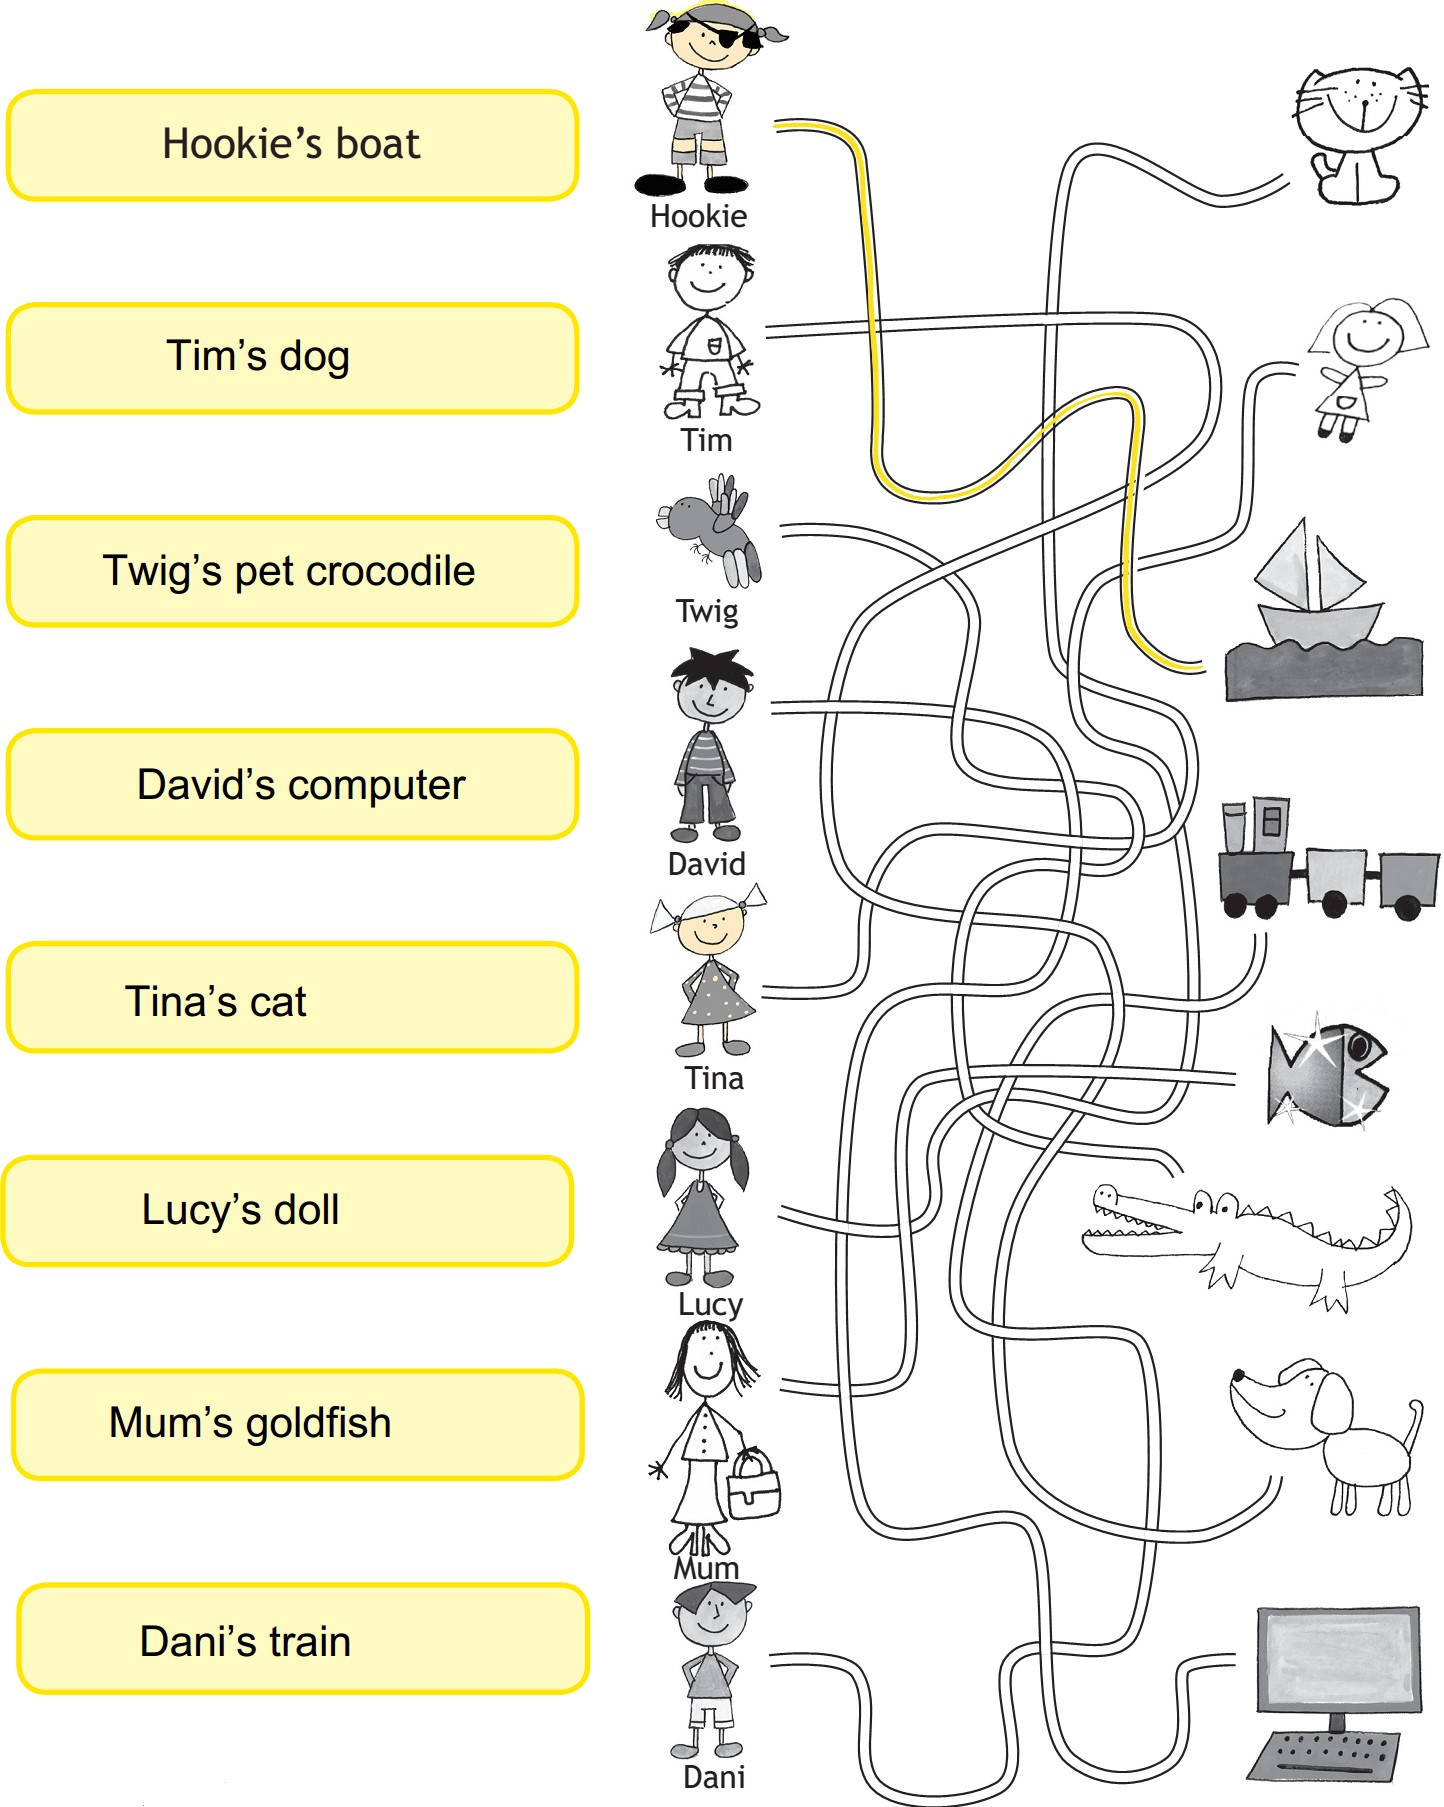 Hookie’s boat
Hookie
Tim’s dog
Tim
Twig’s pet crocodile
Twig
David’s computer
David
Tina’s cat
Tina
Lucy’s doll
Lucy
Mum’s goldfish
Mum
Dani’s train
Dani